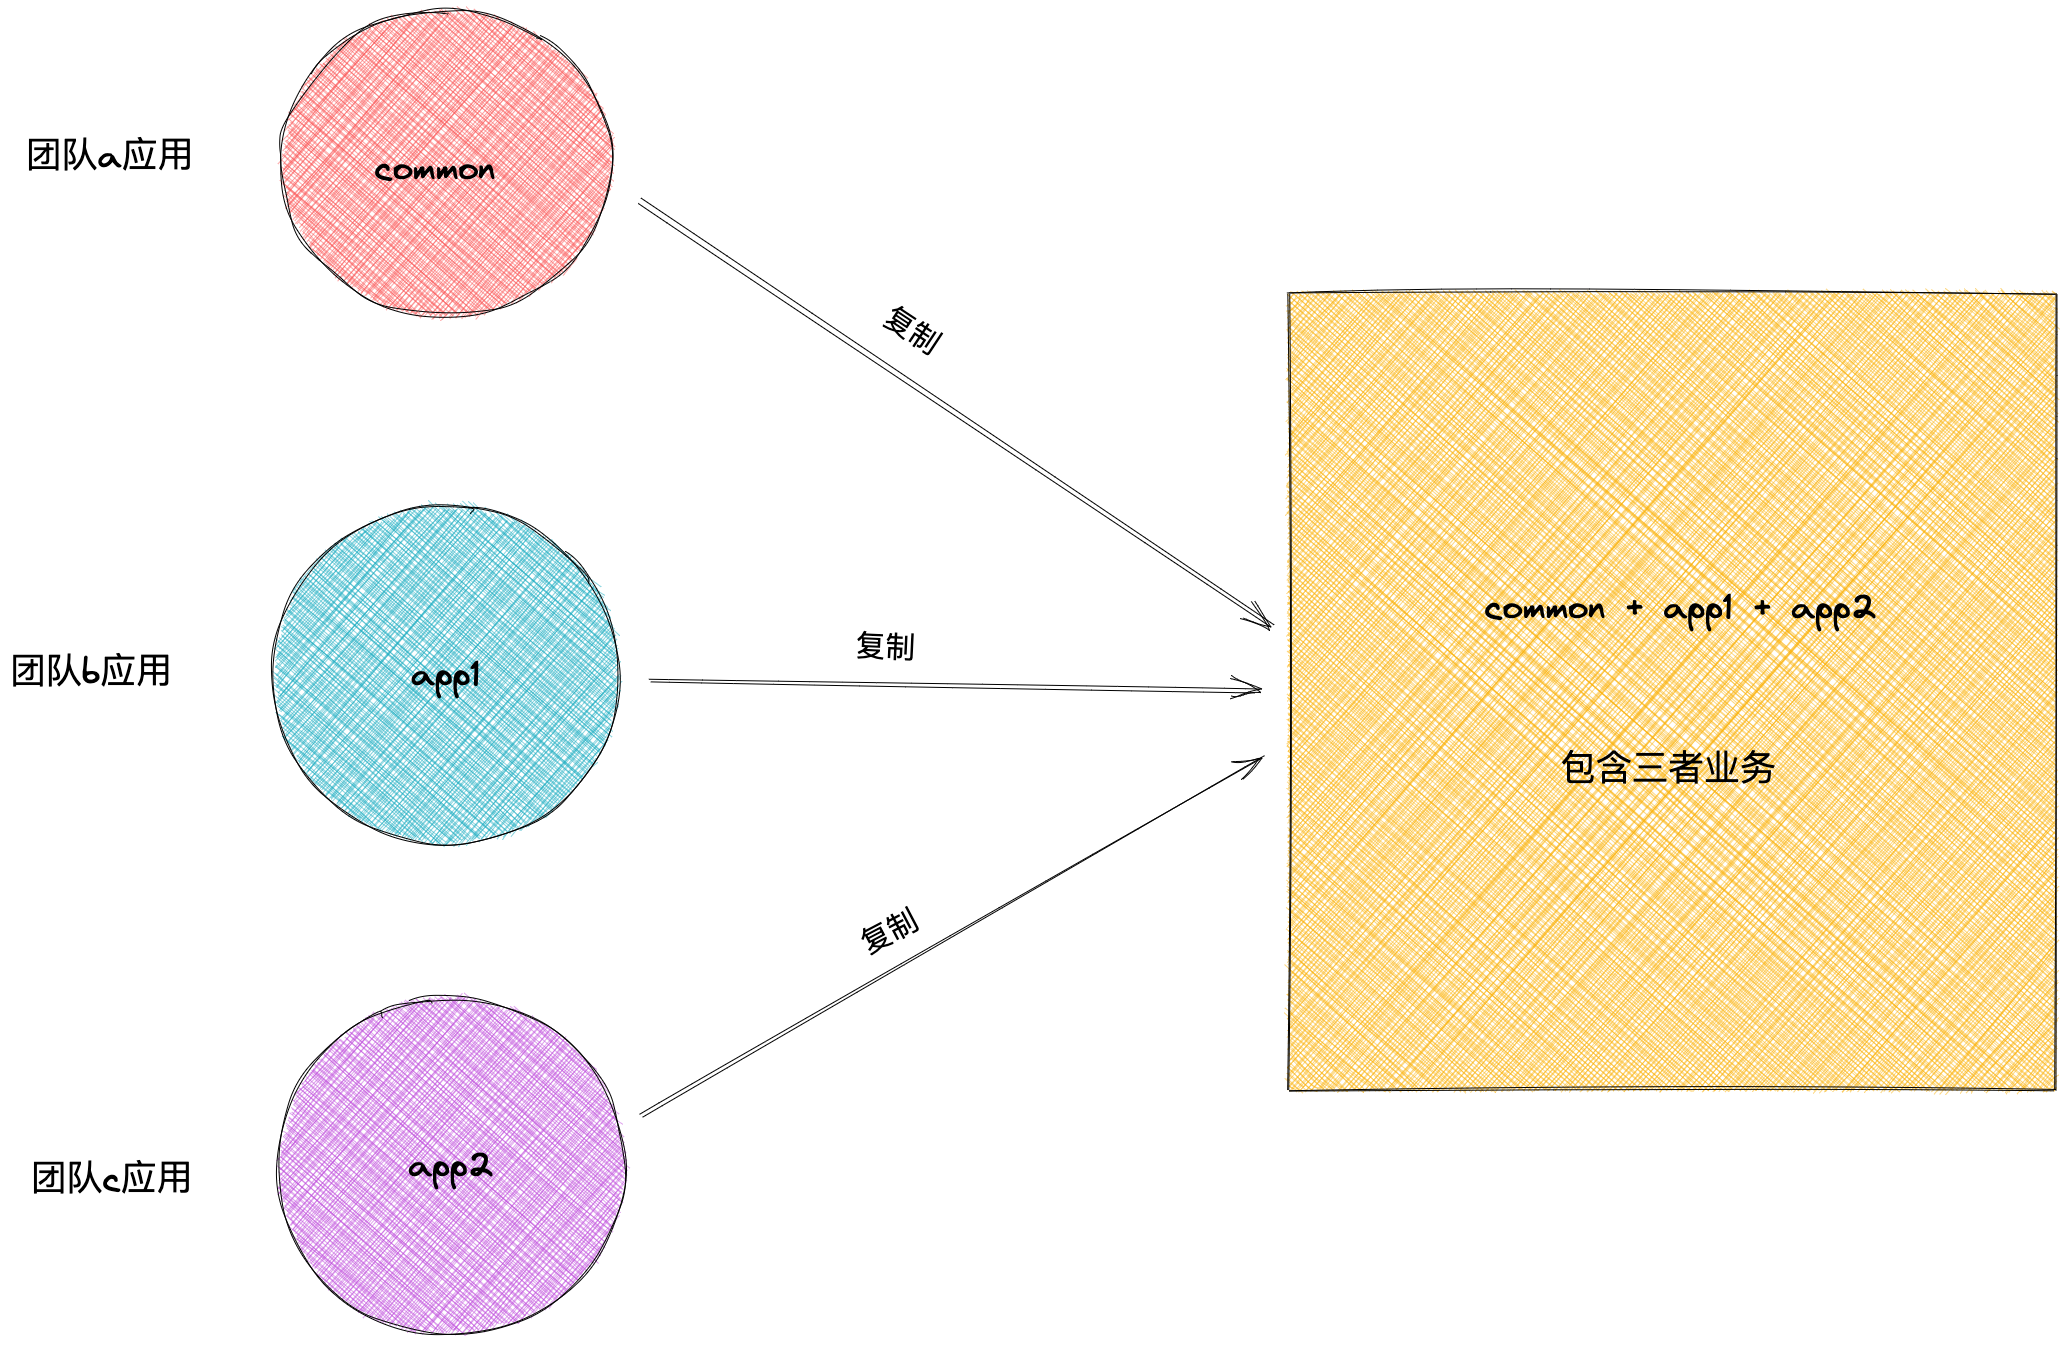 团队a应用
common
复制
团队b应用
app1
复制
common + app1 + app2
包含三者业务
复制
团队c应用
app2